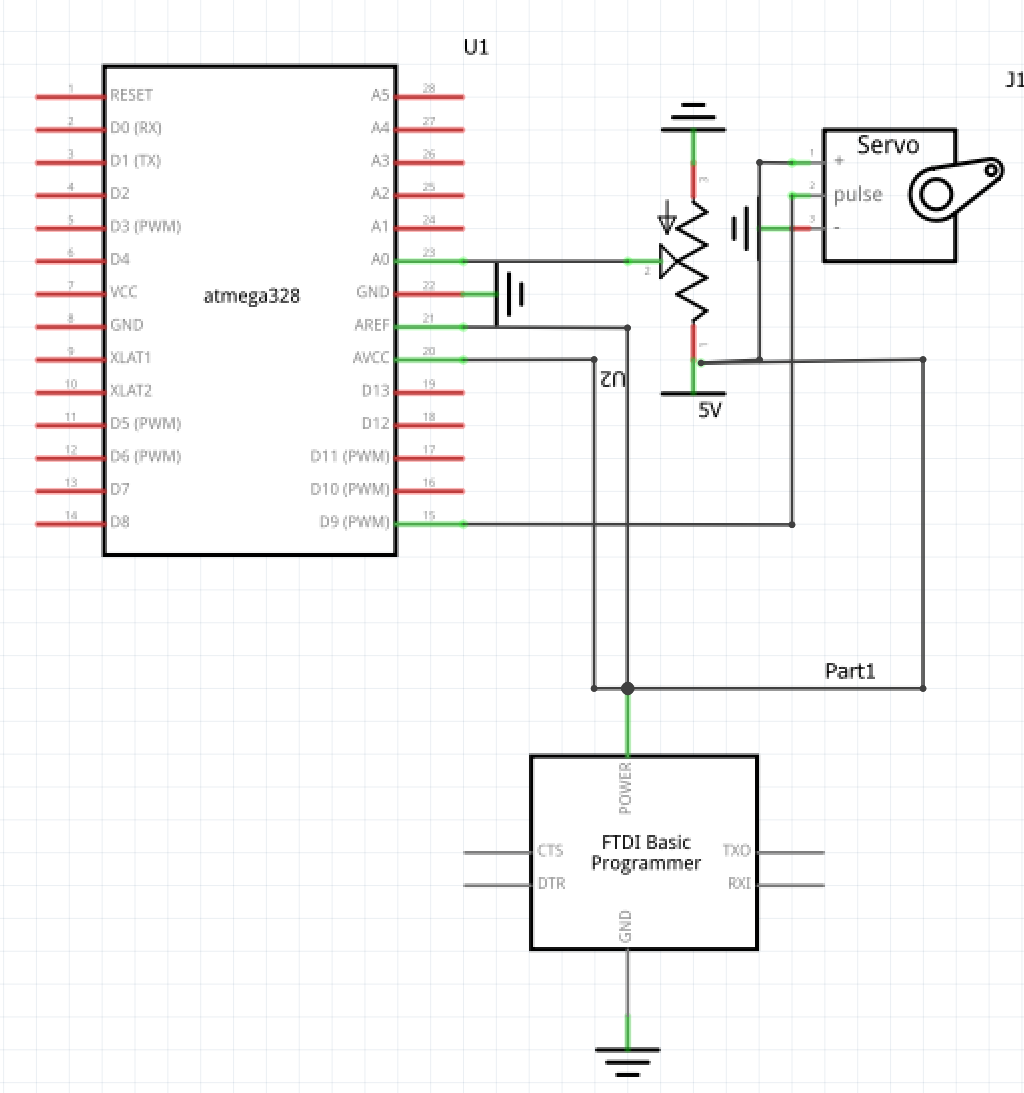 U1
J1
1 RESET A5 28
2 D0 (RX) A4 27
3 D1 (TX) A3 26
4 D2 A2 25
5 D3 (PWM) A1 24
6 D4 A0 23
7 VCC GND 22
8 GND AREF 21
9 XLAT1 AVCC 20
10 XLAT2 D13 19
11 D5 (PWM) D12 18
12 D6 (PWM) D11 (PWM) 17
13 D7 D10 (PWM) 16
14 D8 D9 (PWM) 15
atmega328
3
2
1
U2
5V
Servo
1 +
2 pulse
3 -
Part1
POWER
FTDI Basic
Programmer
CTS TXO
DTR RXI
GND